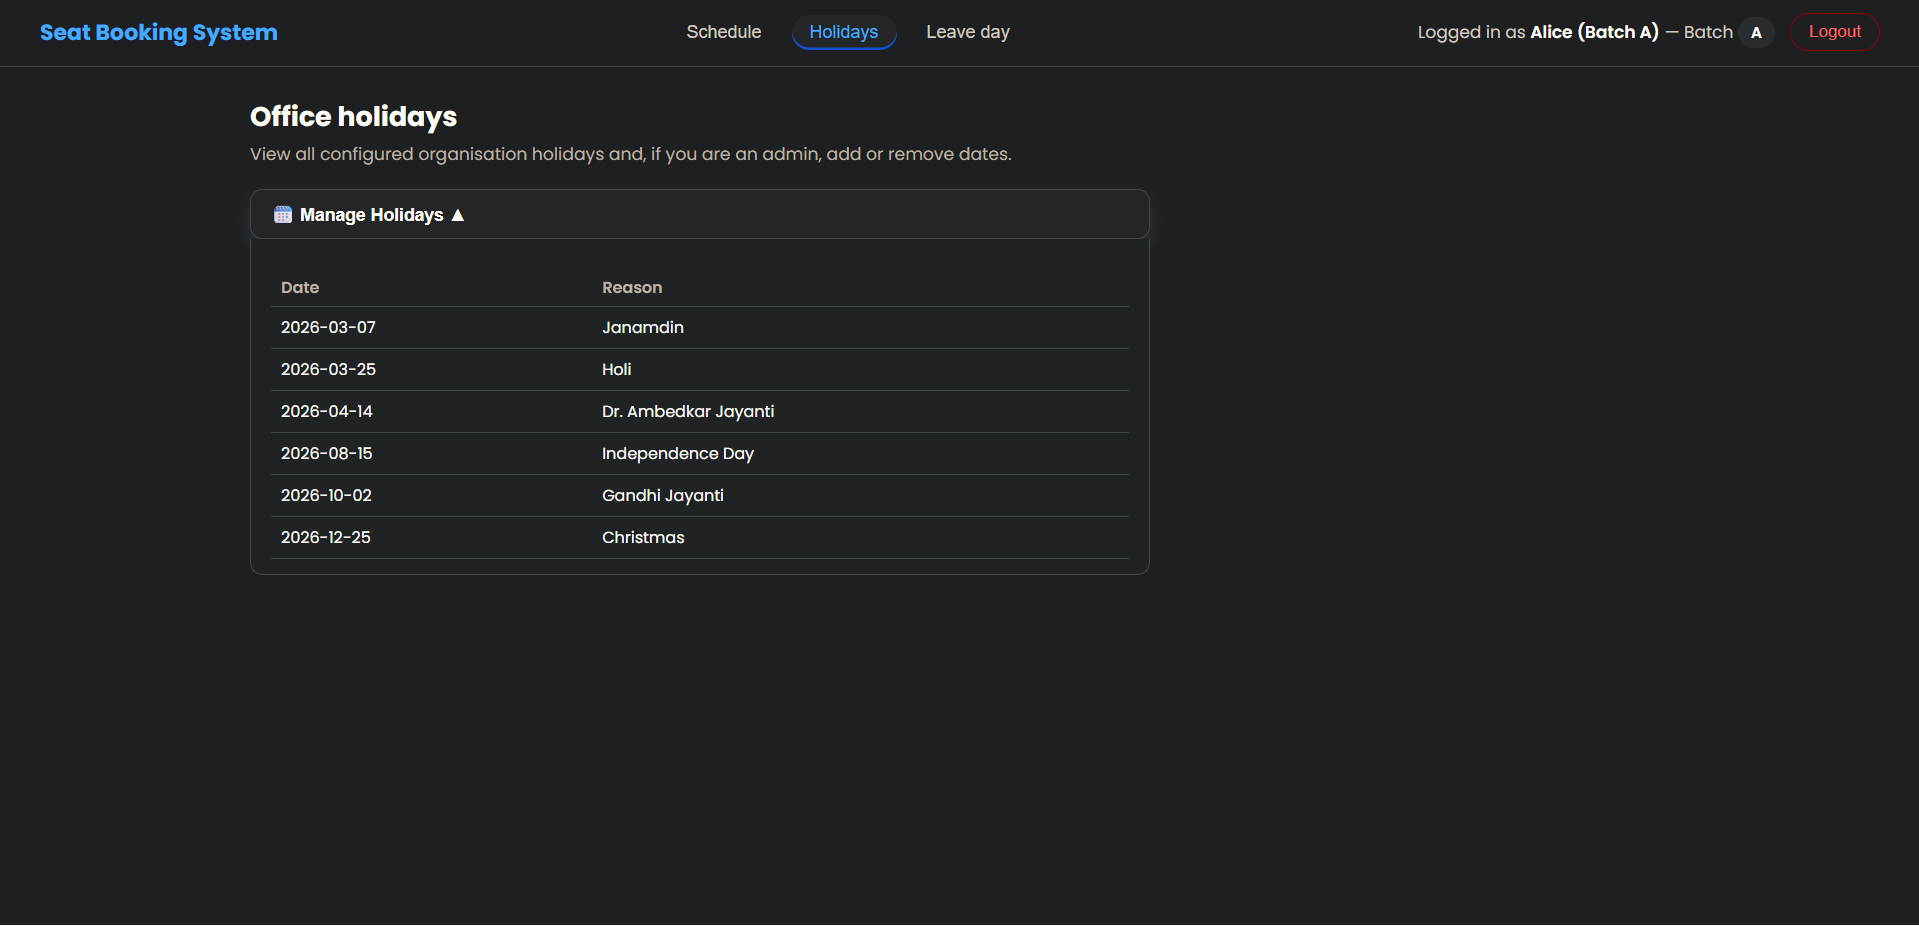 Seat Booking System
Schedule
Holidays
Leave day
Logged in as Alice (Batch A) — Batch A
Logout
Office holidays
View all configured organisation holidays and, if you are an admin, add or remove dates.
Manage Holidays ▲
Date Reason
2026-03-07 Janamdin
2026-03-25 Holi
2026-04-14 Dr. Ambedkar Jayanti
2026-08-15 Independence Day
2026-10-02 Gandhi Jayanti
2026-12-25 Christmas